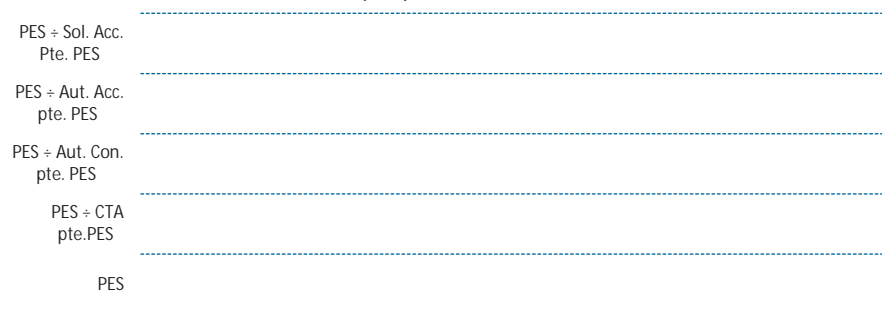 PES ÷ Sol. Acc.
Pte. PES
PES ÷ Aut. Acc.
pte. PES
PES ÷ Aut. Con.
pte. PES
PES ÷ CTA
pte.PES
PES